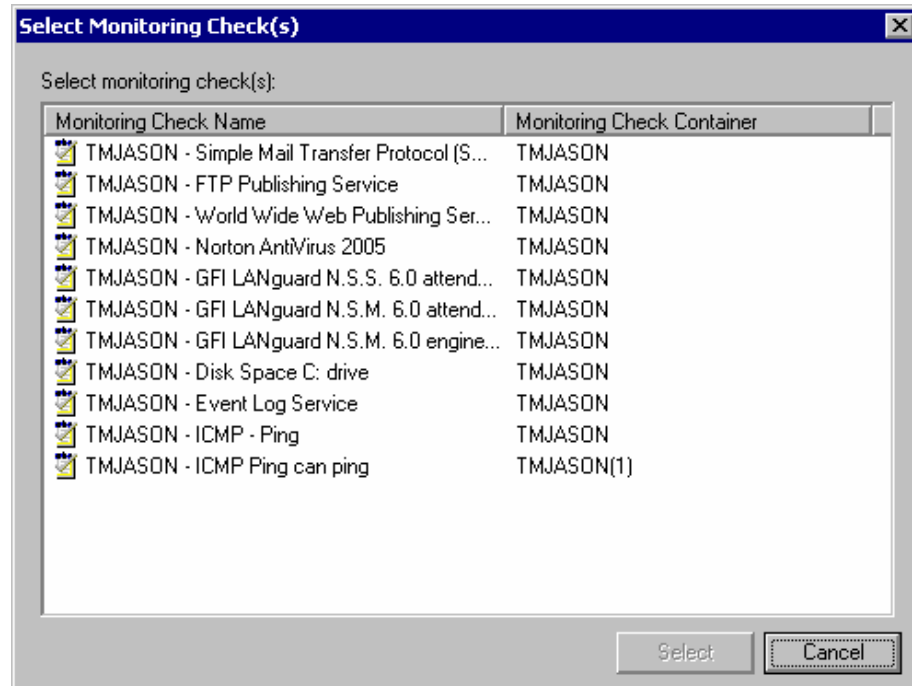 Select Monitoring Check(s)
Select monitoring check(s):
Monitoring Check Name Monitoring Check Container
TMJASON - Simple Mail Transfer Protocol (S... TMJASON
TMJASON - FTP Publishing Service TMJASON
TMJASON - World Wide Web Publishing Ser... TMJASON
TMJASON - Norton AntiVirus 2005 TMJASON
TMJASON - GFI LANguard N.S.S. 6.0 attend... TMJASON
TMJASON - GFI LANguard N.S.M. 6.0 attend... TMJASON
TMJASON - GFI LANguard N.S.M. 6.0 engine... TMJASON
TMJASON - Disk Space C: drive TMJASON
TMJASON - Event Log Service TMJASON
TMJASON - ICMP - Ping TMJASON
TMJASON - ICMP Ping can ping TMJASON(1)
Select Cancel